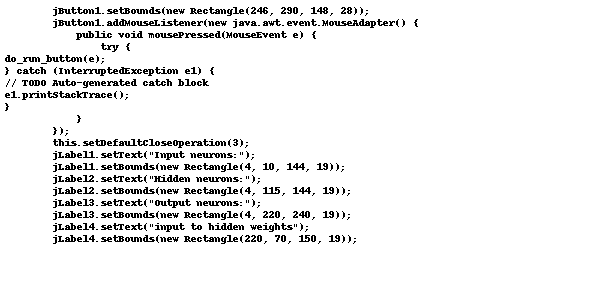 jButton1.setBounds(new Rectangle(246, 290, 148, 28));
jButton1.addMouseListener(new java.awt.event.MouseAdapter() {
public void mousePressed(MouseEvent e) {
try {
do_run_button(e);
} catch (InterruptedException e1) {
// TODO Auto-generated catch block
e1.printStackTrace();
}
}
});
this.setDefaultCloseOperation(3);
jLabel1.setText("Input neurons:");
jLabel1.setBounds(new Rectangle(4, 10, 144, 19));
jLabel2.setText("Hidden neurons:");
jLabel2.setBounds(new Rectangle(4, 115, 144, 19));
jLabel3.setText("Output neurons:");
jLabel3.setBounds(new Rectangle(4, 220, 240, 19));
jLabel4.setText("input to hidden weights");
jLabel4.setBounds(new Rectangle(220, 70, 150, 19));